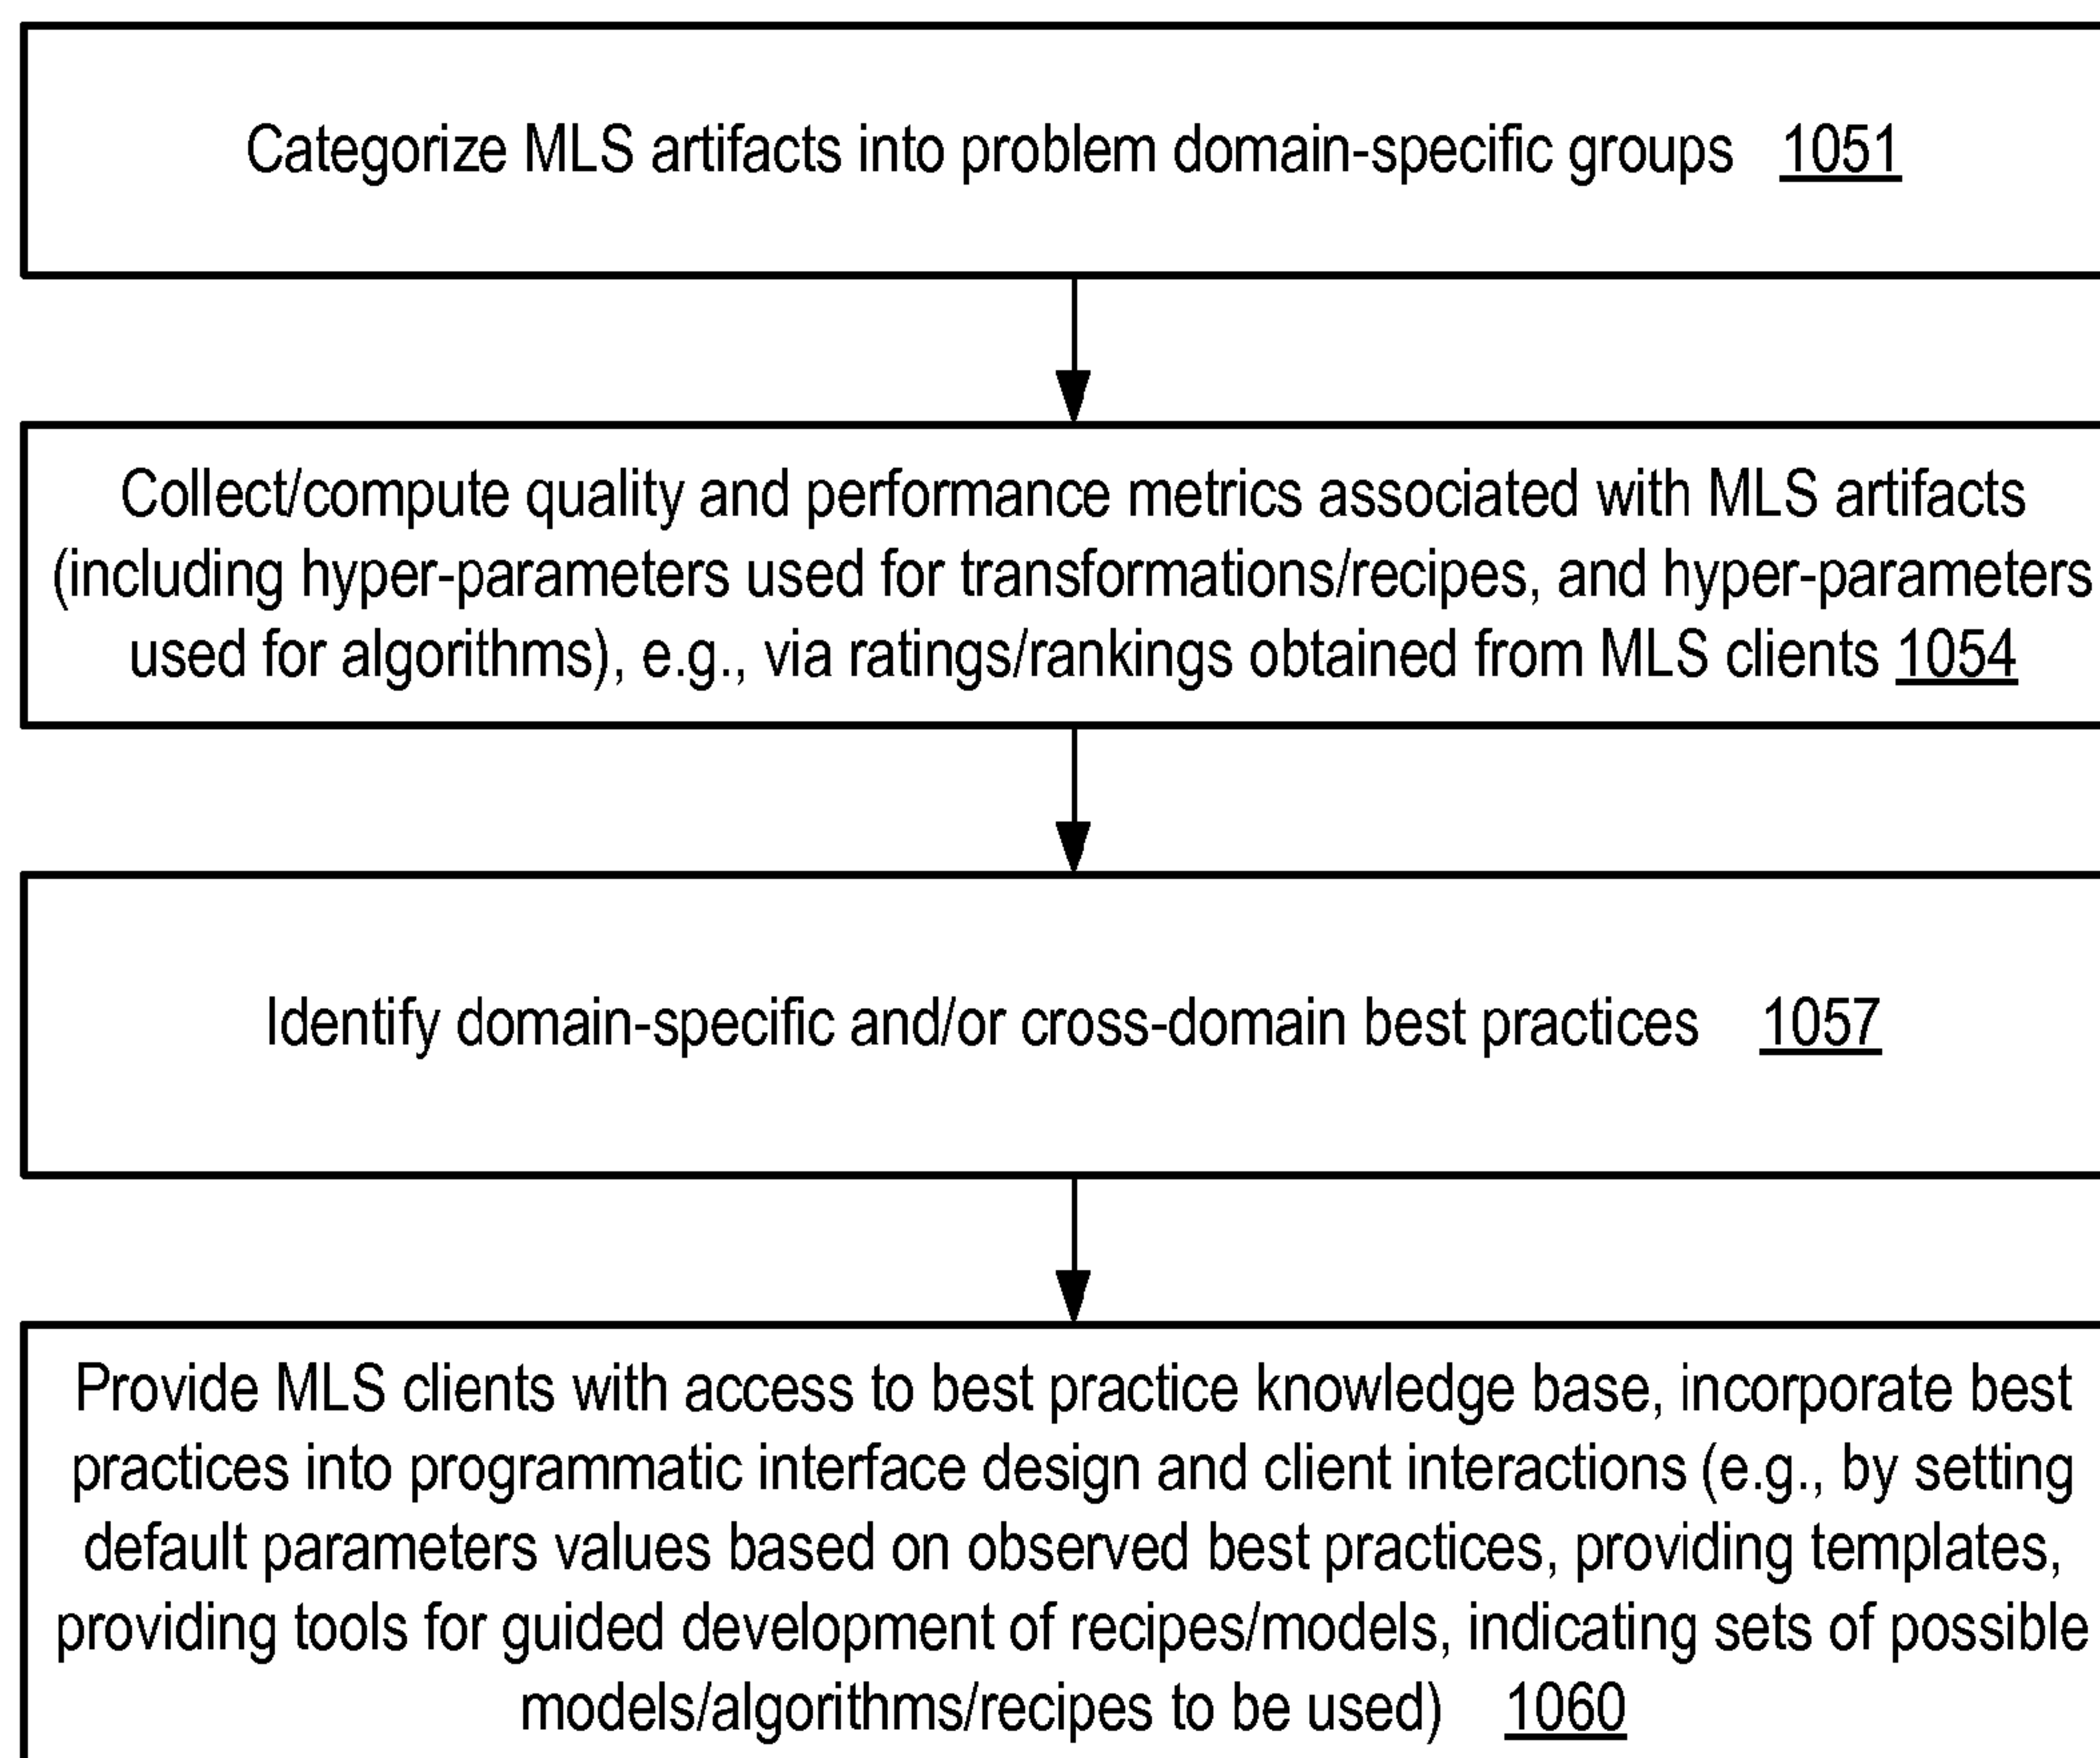 Categorize MLS artifacts into problem domain-specific groups 1051
Collect/compute quality and performance metrics associated with MLS artifacts
(including hyper-parameters used for transformations/recipes, and hyper-parameters
used for algorithms), e.g., via ratings/rankings obtained from MLS clients 1054
Identify domain-specific and/or cross-domain best practices 1057
Provide MLS clients with access to best practice knowledge base, incorporate best
practices into programmatic interface design and client interactions (e.g., by setting
default parameters values based on observed best practices, providing templates,
providing tools for guided development of recipes/models, indicating sets of possible
models/algorithms/recipes to be used) 1060